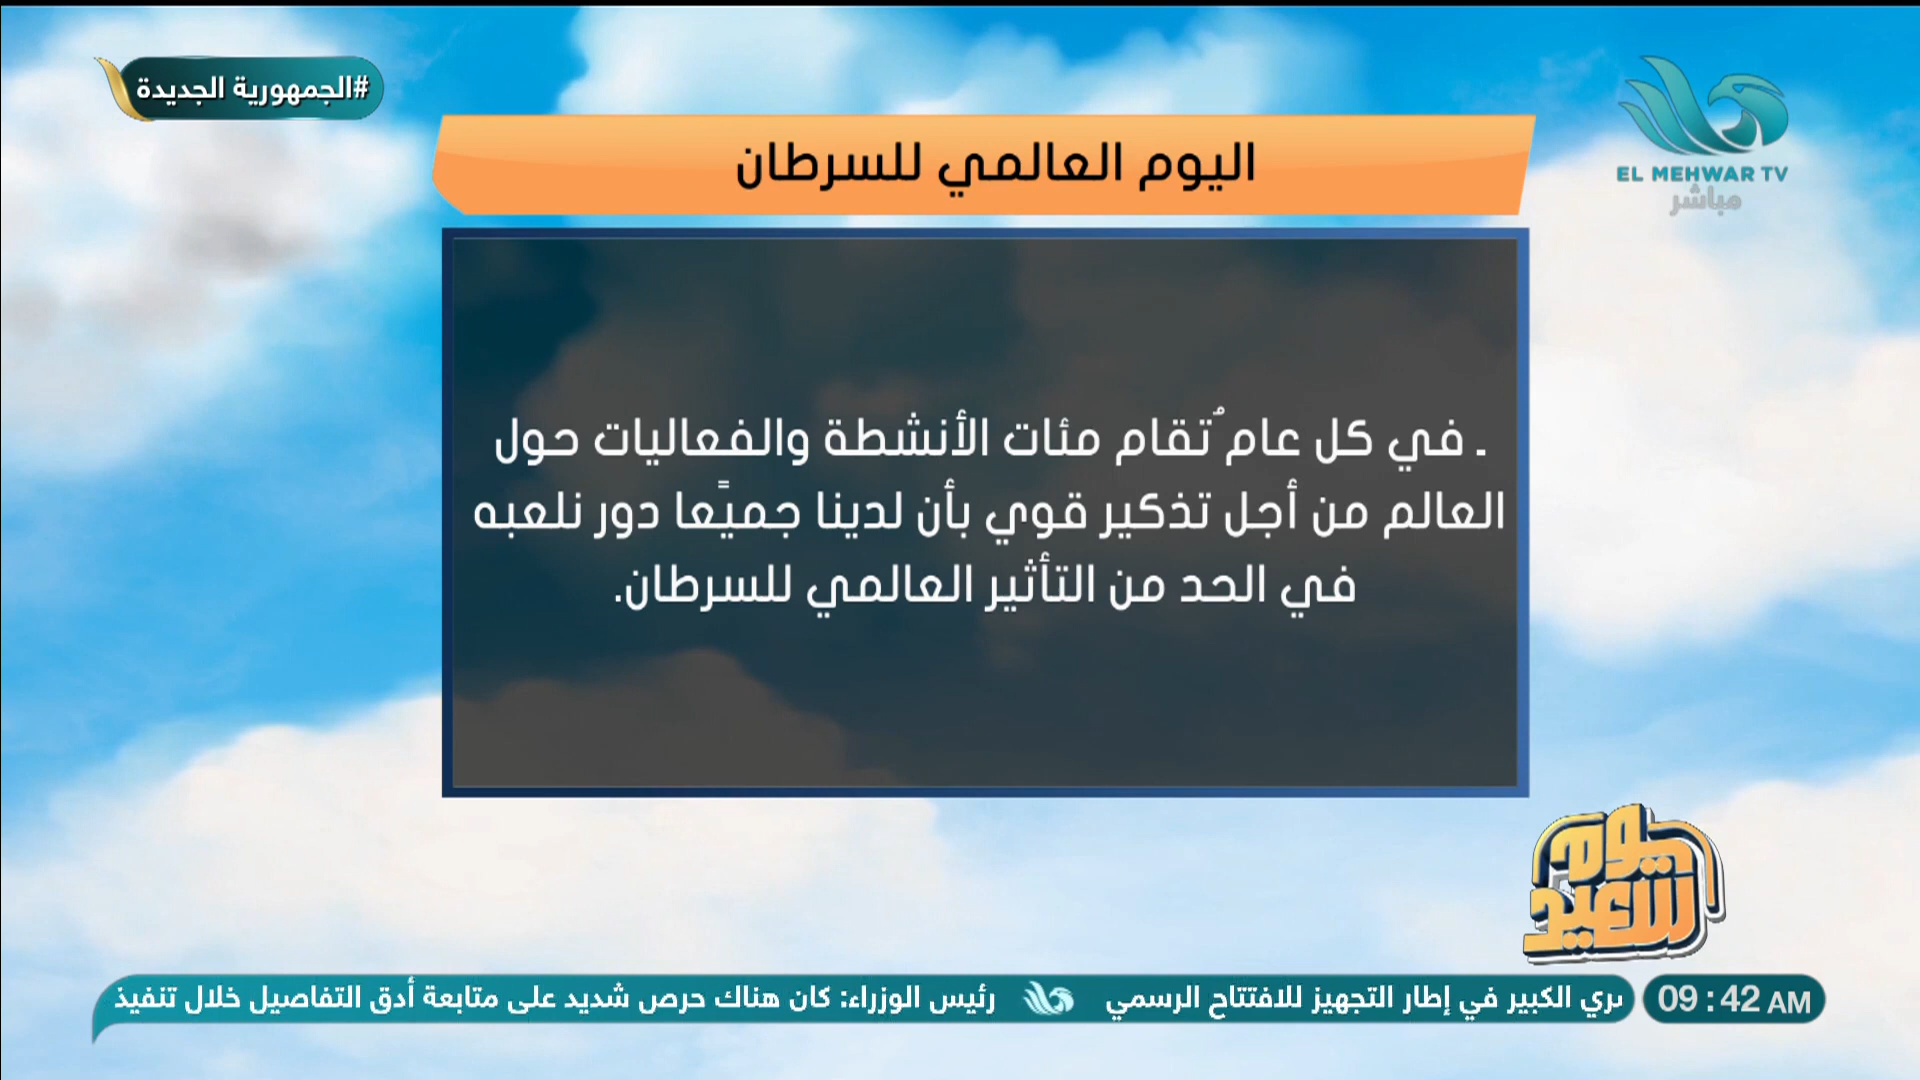 #الجمهورية الجديدة
EL MEHWAR TV
مباشر
اليوم العالمي للسرطان
ـ في كل عام ُتقام مئات الأنشطة والفعاليات حول
العالم من أجل تذكير قوي بأن لدينا جميًعا دور نلعبه
في الحد من التأثير العالمي للسرطان.
يوم
سعيد
ري الكبير في إطار التجهيز للافتتاح الرسمي
رئيس الوزراء: كان هناك حرص شديد على متابعة أدق التفاصيل خلال تنفيذ
09:42 AM